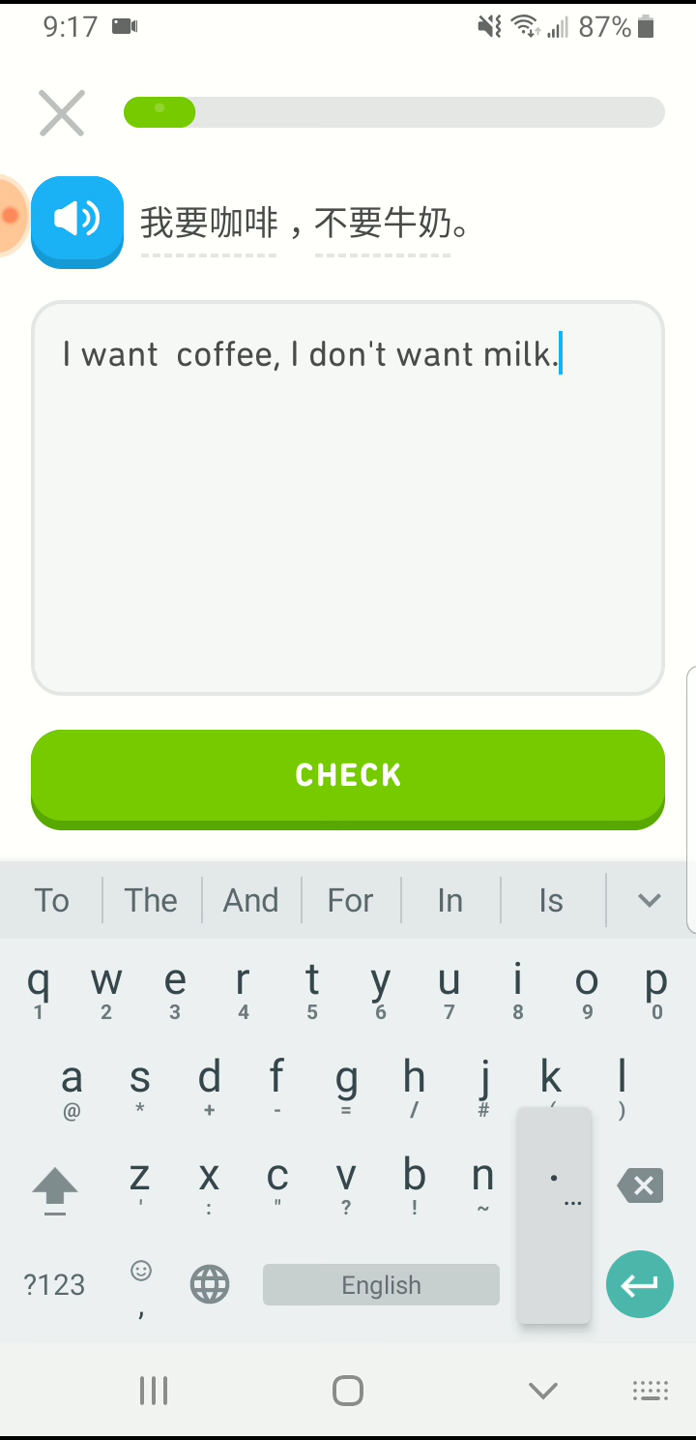 9:17 87%
我要咖啡，不要牛奶。
I want  coffee, I don't want milk.
CHECK
To The And For In Is
q w e r t y u i o p
1 2 3 4 5 6 7 8 9 0
a s d f g h j k l
@ * + - = / # )
z x c v b n .
' : " ? ! ~ ...
?123 , English